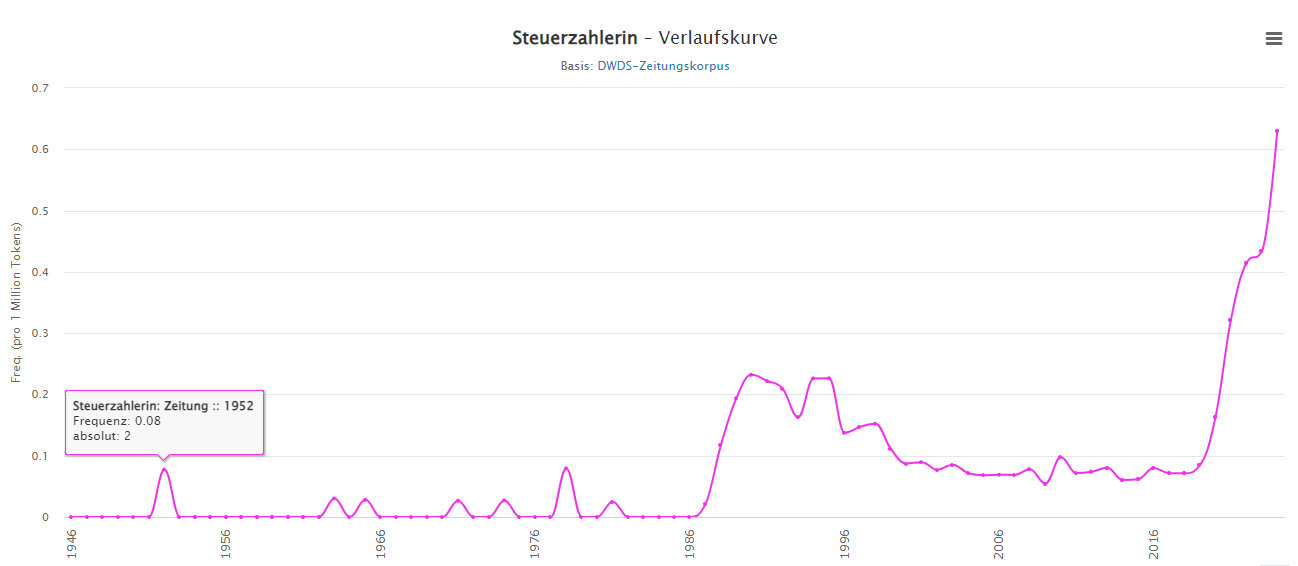 Steuerzahlerin – Verlaufskurve
Basis: DWDS-Zeitungskorpus
Freq. (pro 1 Million Tokens)
0.7
0.6
0.5
0.4
0.3
0.2
0.1
0
Steuerzahlerin: Zeitung :: 1952
Frequenz: 0.08
absolut: 2
1946
1956
1966
1976
1986
1996
2006
2016